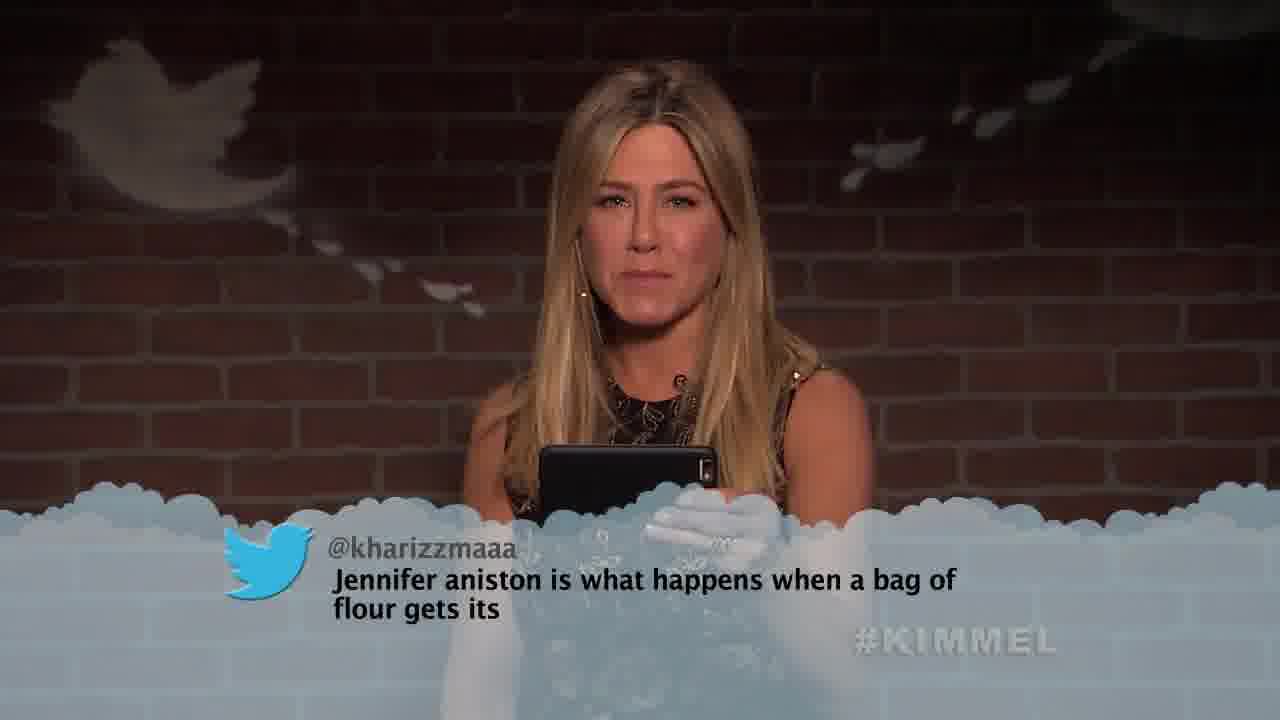 @kharizzmaaa
Jennifer aniston is what happens when a bag of
flour gets its
#KIMMEL